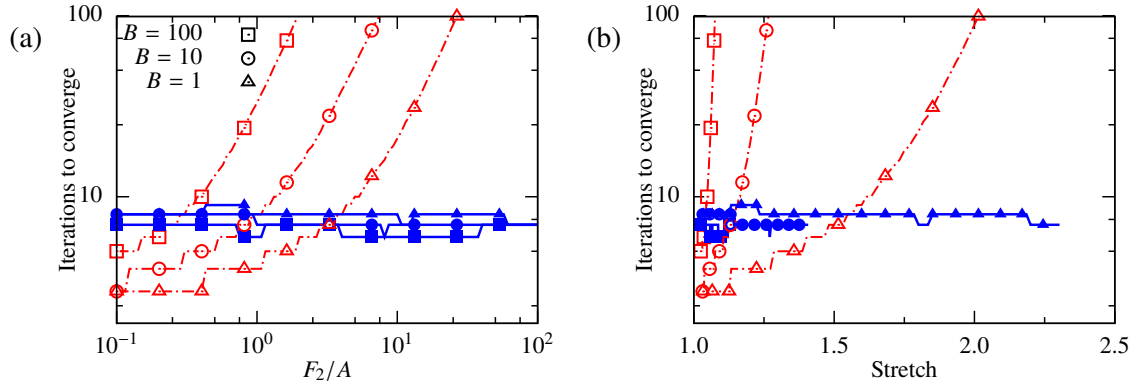 (a)
Iterations to converge
100
10
B = 100
B = 10
B = 1
10⁻¹ 10⁰ 10¹ 10²
F₂/A
(b)
Iterations to converge
100
10
1.0 1.5 2.0 2.5
Stretch